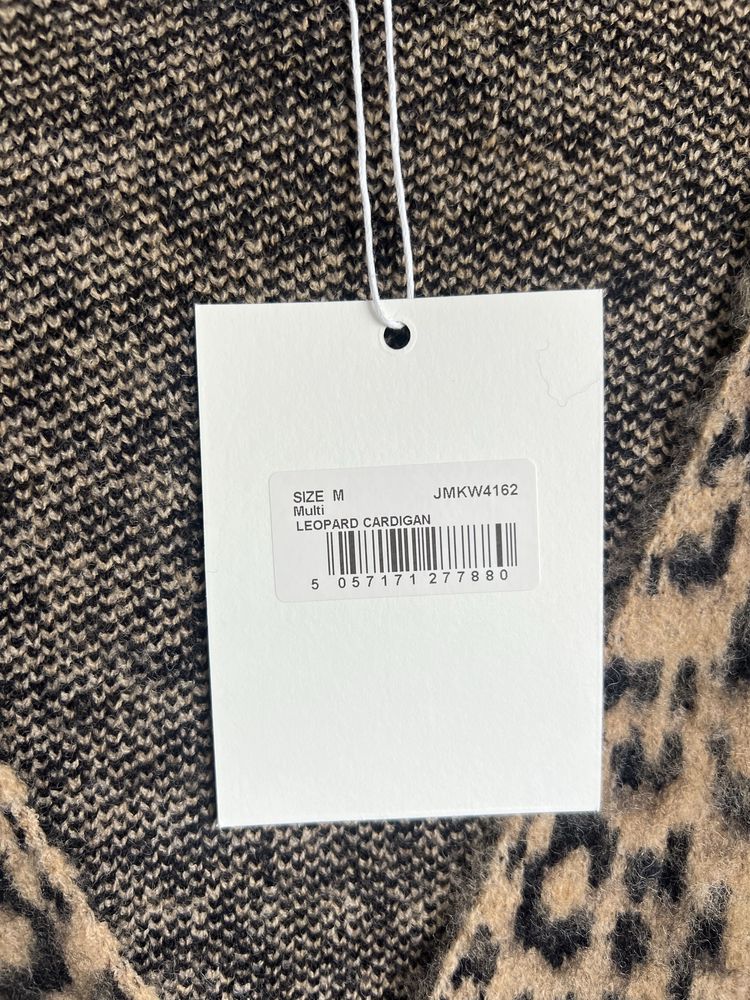 SIZE M JMKW4162
Multi
LEOPARD CARDIGAN
5 057171 277880